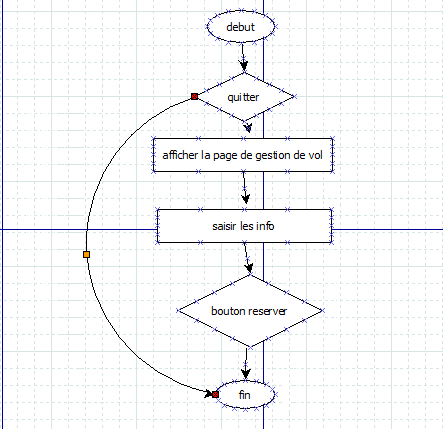 debut
quitter
afficher la page de gestion de vol
saisir les info
bouton reserver
fin